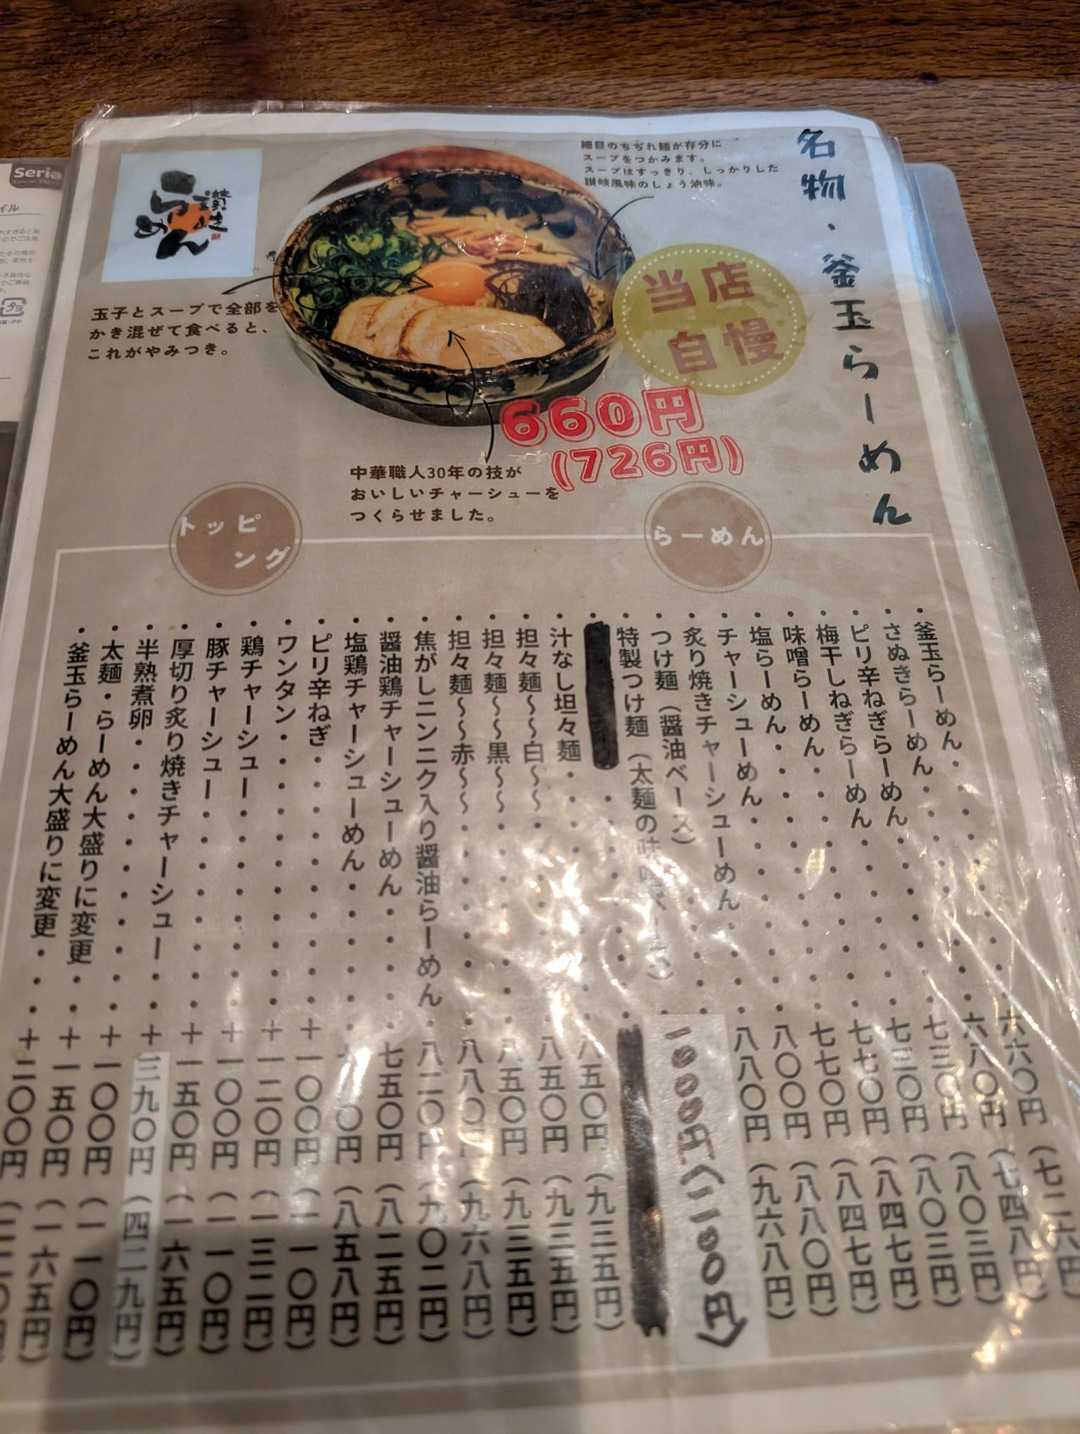 Seria
名物・釜玉らーめん
細目のちぢれ麺が存分に
スープをつかみます。
スープはすっきり、しっかりした
讃岐風味のしょう油味。
讃岐
らーめん
当店
自慢
玉子とスープで全部を
かき混ぜて食べると、
これがやみつき。
660円
(726円)
中華職人30年の技が
おいしいチャーシューを
つくらせました。
らーめん
・釜玉らーめん・・・・・・六六〇円(七二六円)
・さぬきらーめん・・・・・六八〇円(七四八円)
・ピリ辛ねぎらーめん・・・・七三〇円(八〇三円)
・梅干しねぎらーめん・・・・七三〇円(八〇三円)
・味噌らーめん・・・・・・七七〇円(八四七円)
・塩らーめん・・・・・・・七七〇円(八四七円)
・チャーシューめん・・・・・八〇〇円(八八〇円)
・炙り焼きチャーシューめん・・八八〇円(九六八円)
・つけ麺(醤油ベース)
・特製つけ麺(太麺の味
一〇〇〇円(一一〇〇円)
・汁なし坦々麺・・・・・・八五〇円(九三五円)
・担々麺～～白～～・・・・・八五〇円(九三五円)
・担々麺～～黒～～・・・・・八五〇円(九三五円)
・担々麺～～赤～～・・・・・八八〇円(九六八円)
・焦がしニンニク入り醤油らーめん・八二〇円(九〇二円)
・醤油鶏チャーシューめん・・・七五〇円(八二五円)
・塩鶏チャーシューめん・・・・(八五八円)
トッピ
ング
・ピリ辛ねぎ・・・・・・・十一〇〇円(一一〇円)
・ワンタン・・・・・・・・十一二〇円(一三二円)
・鶏チャーシュー・・・・・・十一〇〇円(一一〇円)
・豚チャーシュー・・・・・・十一五〇円(一六五円)
・厚切り炙り焼きチャーシュー・・十三九〇円(四二九円)
・半熟煮卵・・・・・・・・十一〇〇円(一一〇円)
・太麺・らーめん大盛りに変更・・十一五〇円(一六五円)
・釜玉らーめん大盛りに変更・・十二〇〇円(二二〇円